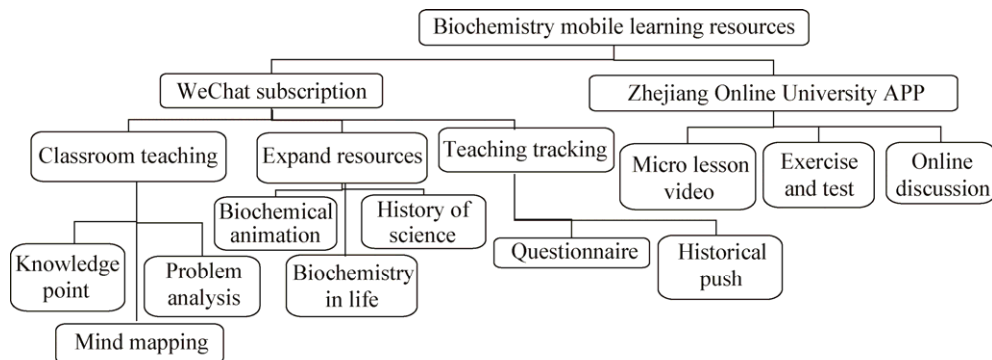 Biochemistry mobile learning resources
WeChat subscription
Zhejiang Online University APP
Classroom teaching
Expand resources
Teaching tracking
Micro lesson
video
Exercise
and test
Online
discussion
Biochemical
animation
History of
science
Knowledge
point
Problem
analysis
Biochemistry
in life
Questionnaire
Historical
push
Mind mapping